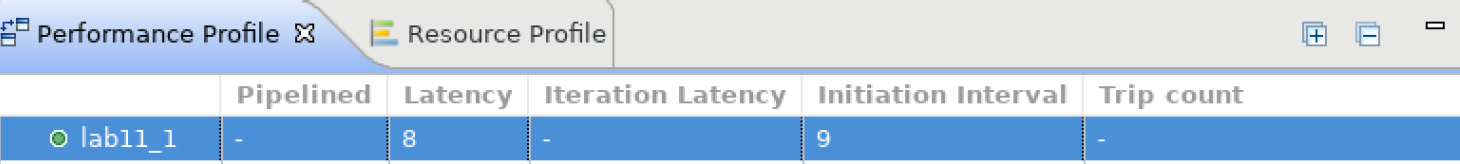 Performance Profile Resource Profile
Pipelined Latency Iteration Latency Initiation Interval Trip count
lab11_1 - 8 - 9 -